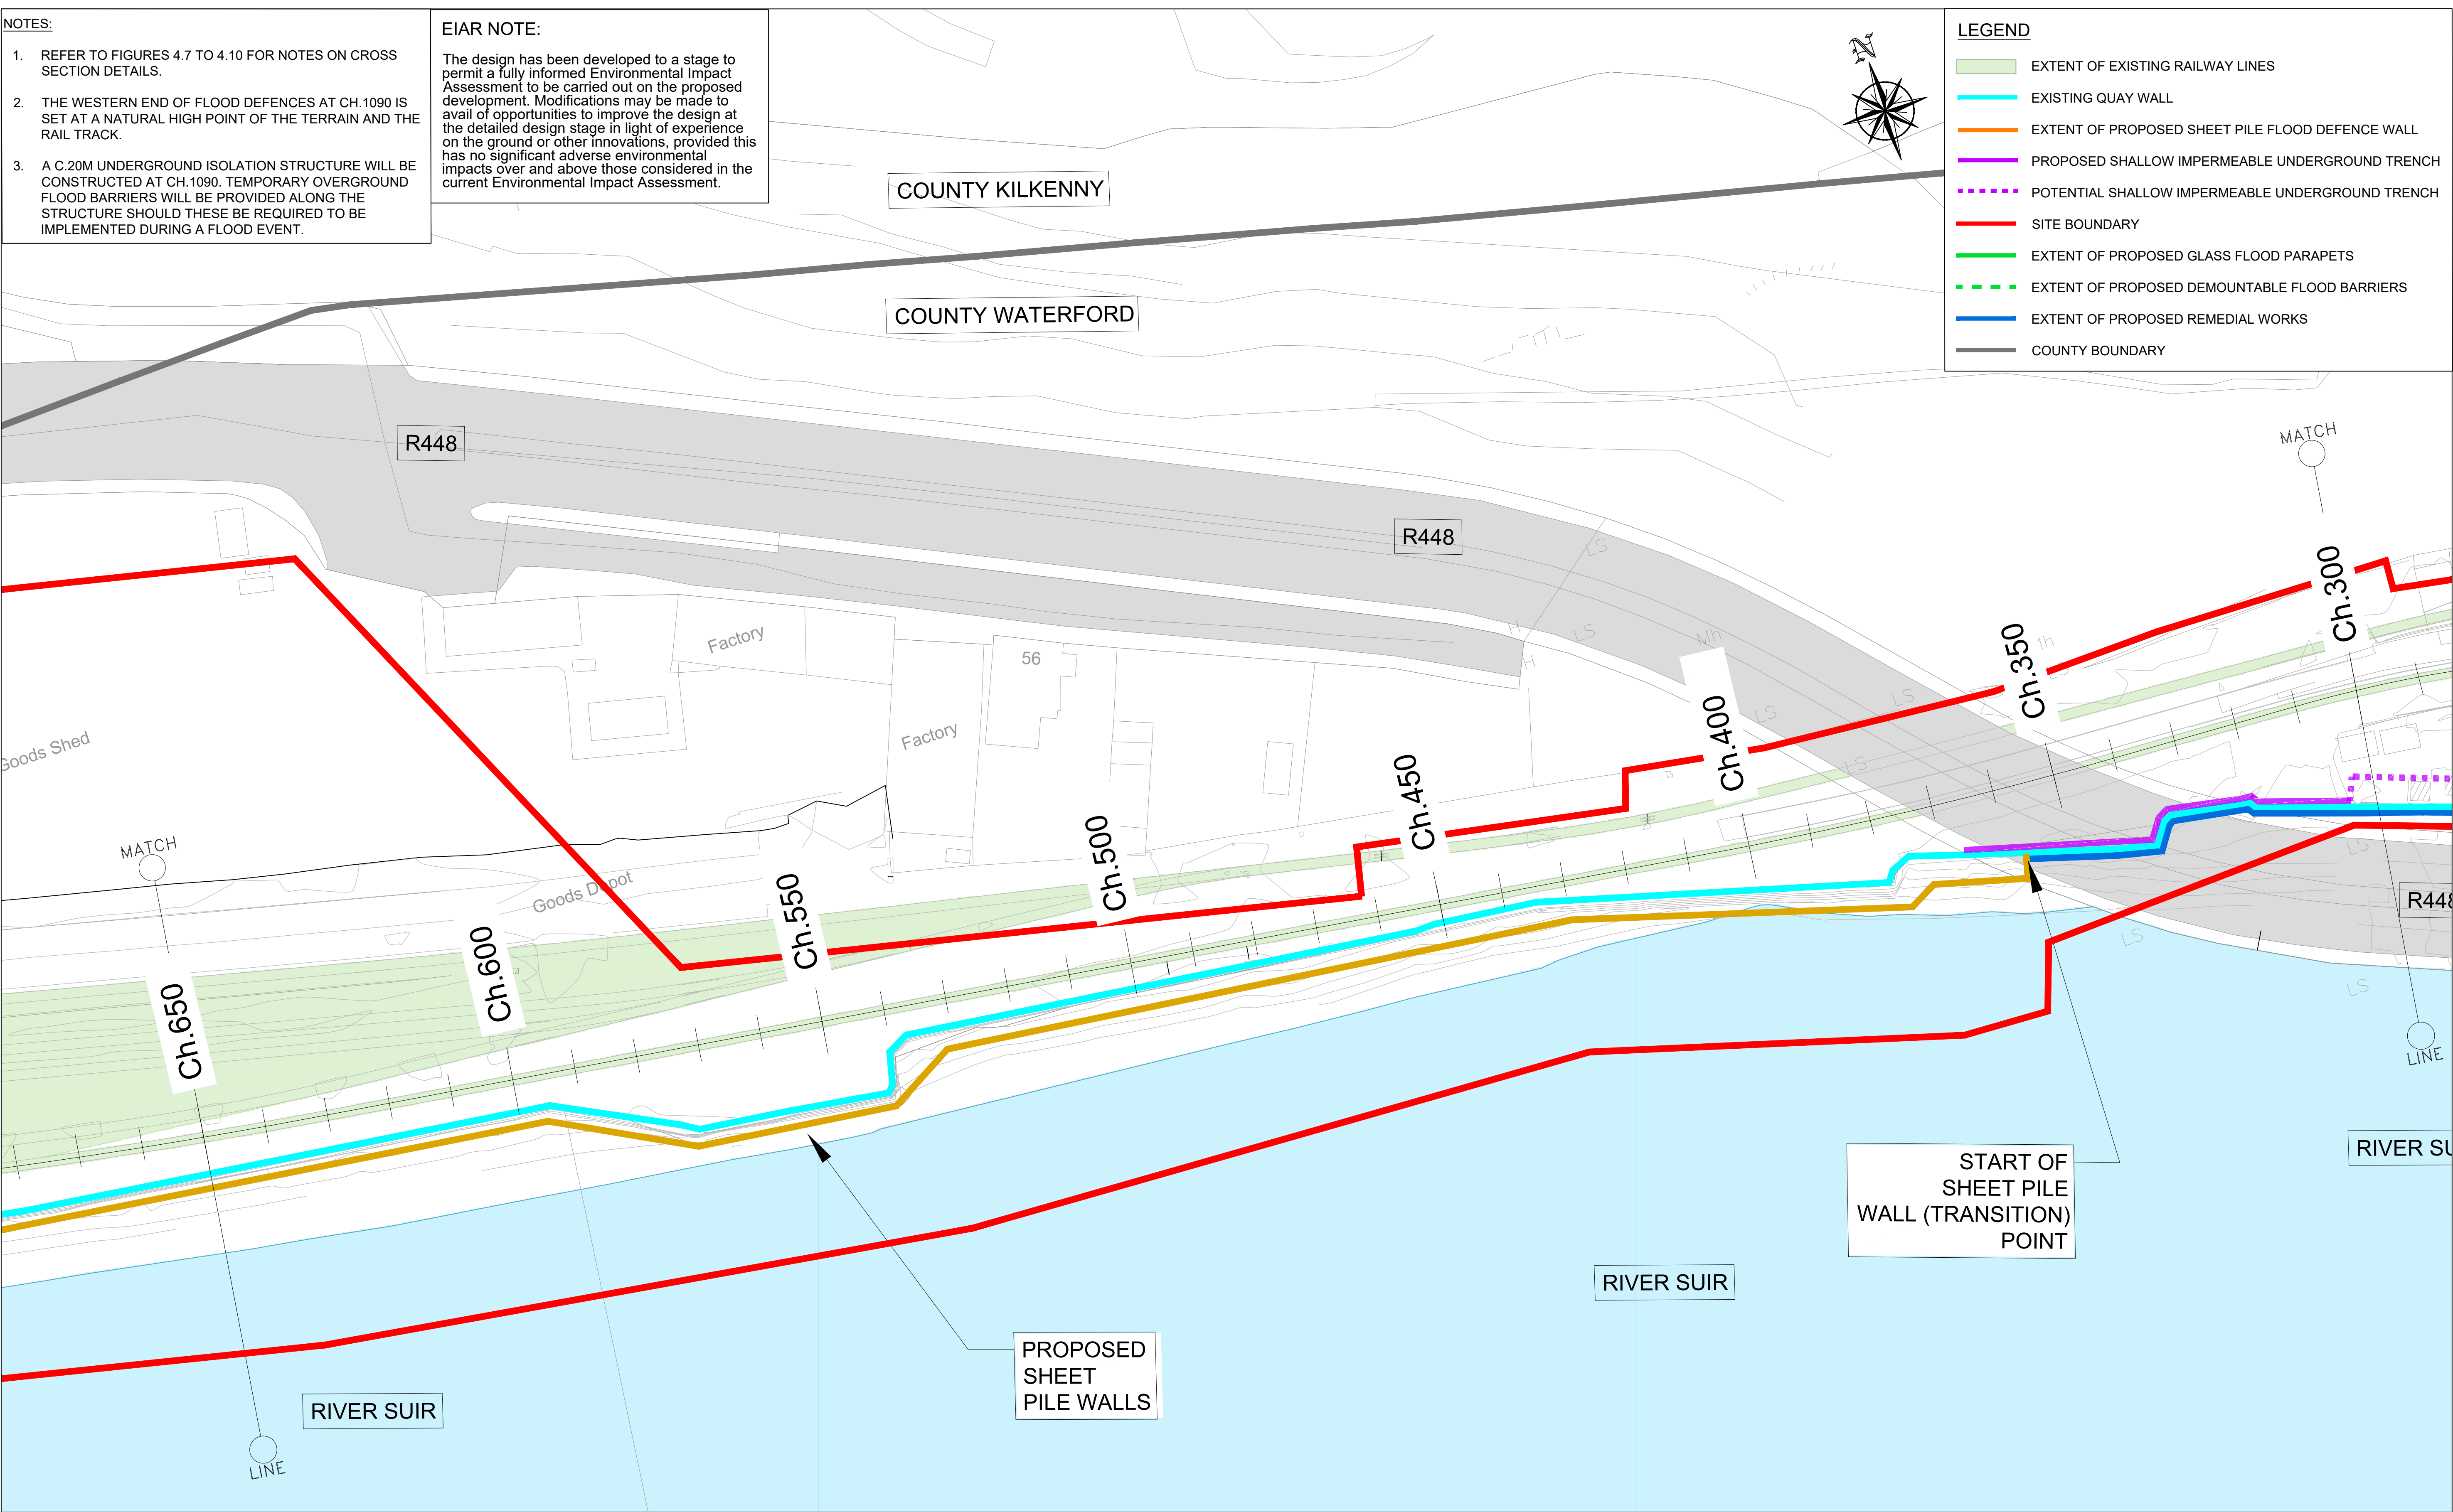 NOTES:
1. REFER TO FIGURES 4.7 TO 4.10 FOR NOTES ON CROSS
SECTION DETAILS.
2. THE WESTERN END OF FLOOD DEFENCES AT CH.1090 IS
SET AT A NATURAL HIGH POINT OF THE TERRAIN AND THE
RAIL TRACK.
3. A C.20M UNDERGROUND ISOLATION STRUCTURE WILL BE
CONSTRUCTED AT CH.1090. TEMPORARY OVERGROUND
FLOOD BARRIERS WILL BE PROVIDED ALONG THE
STRUCTURE SHOULD THESE BE REQUIRED TO BE
IMPLEMENTED DURING A FLOOD EVENT.
EIAR NOTE:
The design has been developed to a stage to
permit a fully informed Environmental Impact
Assessment to be carried out on the proposed
development. Modifications may be made to
avail of opportunities to improve the design at
the detailed design stage in light of experience
on the ground or other innovations, provided this
has no significant adverse environmental
impacts over and above those considered in the
current Environmental Impact Assessment.
N
LEGEND
EXTENT OF EXISTING RAILWAY LINES
EXISTING QUAY WALL
EXTENT OF PROPOSED SHEET PILE FLOOD DEFENCE WALL
PROPOSED SHALLOW IMPERMEABLE UNDERGROUND TRENCH
POTENTIAL SHALLOW IMPERMEABLE UNDERGROUND TRENCH
SITE BOUNDARY
EXTENT OF PROPOSED GLASS FLOOD PARAPETS
EXTENT OF PROPOSED DEMOUNTABLE FLOOD BARRIERS
EXTENT OF PROPOSED REMEDIAL WORKS
COUNTY BOUNDARY
COUNTY KILKENNY
COUNTY WATERFORD
R448
R448
MATCH
LS
H
LS
Mh
H
LS
LS
LS
LS
Factory
56
Factory
Goods Shed
Goods Depot
MATCH
Ch.650
Ch.600
Ch.550
Ch.500
Ch.450
Ch.400
Ch.350
Ch.300
B
LS
R448
LS
LS
LINE
START OF
SHEET PILE
WALL (TRANSITION)
POINT
RIVER SU
RIVER SUIR
PROPOSED
SHEET
PILE WALLS
RIVER SUIR
LINE